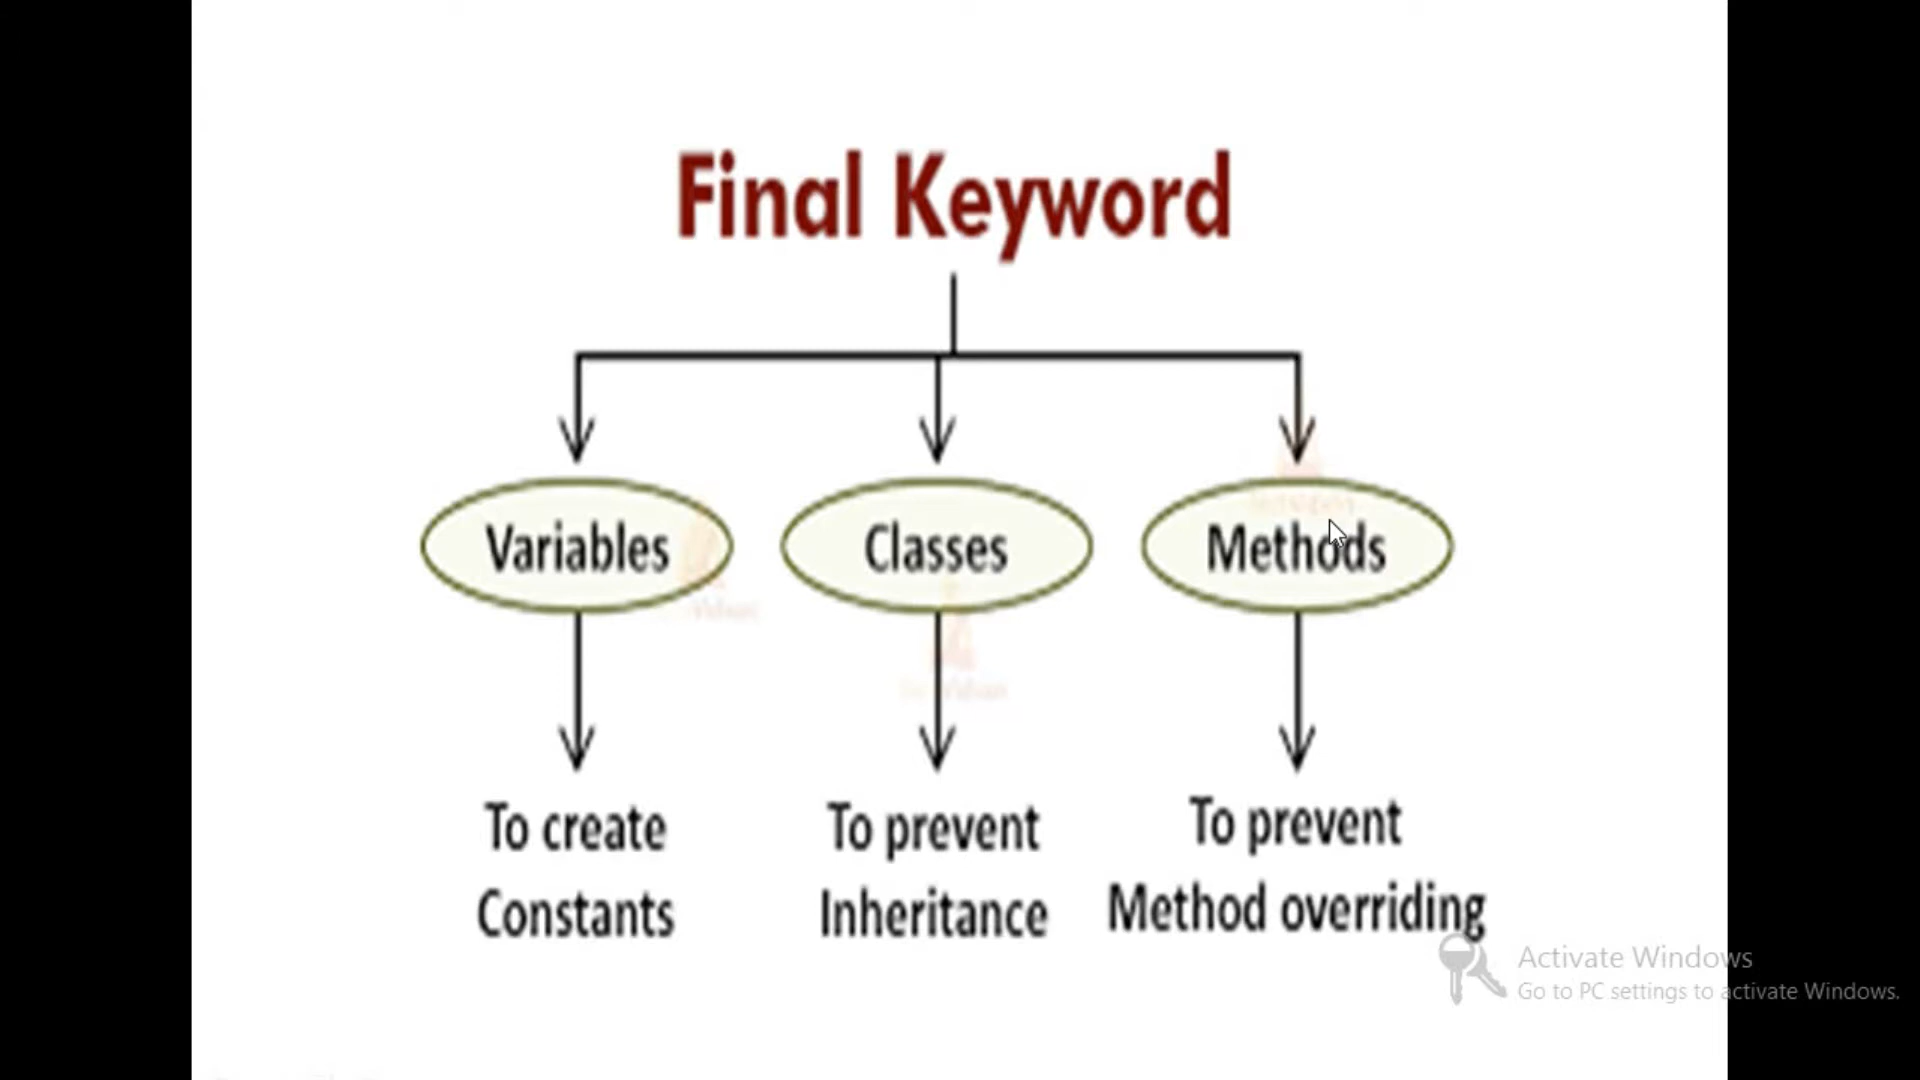 Final Keyword
Variables
Classes
Methods
To create
Constants
To prevent
Inheritance
To prevent
Method overriding
Activate Windows
Go to PC settings to activate Windows.